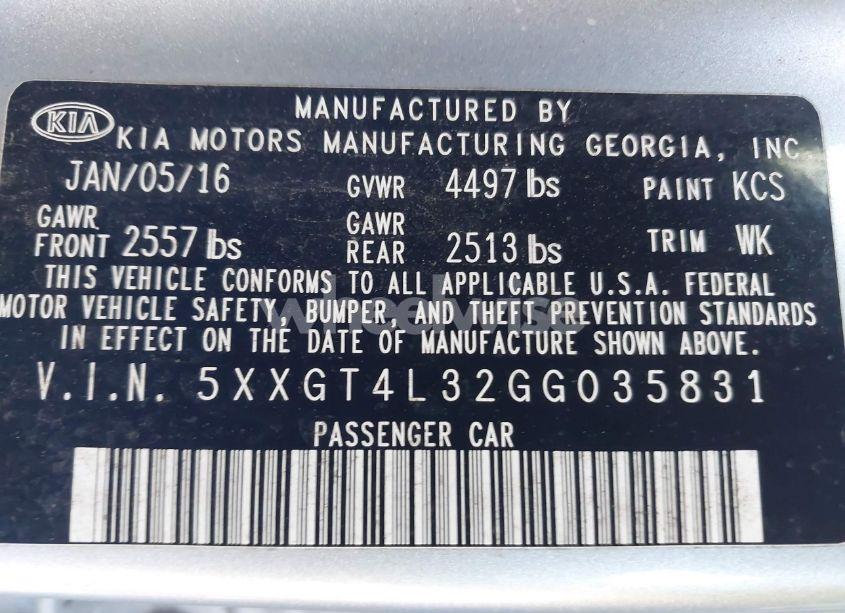 MANUFACTURED BY
KIA KIA MOTORS MANUFACTURING GEORGIA, INC.
JAN/05/16 GVWR 4497 lbs PAINT KCS
GAWR FRONT 2557 lbs GAWR REAR 2513 lbs TRIM WK
THIS VEHICLE CONFORMS TO ALL APPLICABLE U.S.A. FEDERAL
MOTOR VEHICLE SAFETY, BUMPER, AND THEFT PREVENTION STANDARDS
wheelwise
IN EFFECT ON THE DATE OF MANUFACTURE SHOWN ABOVE.
V.I.N. 5XXGT4L32GG035831
PASSENGER CAR